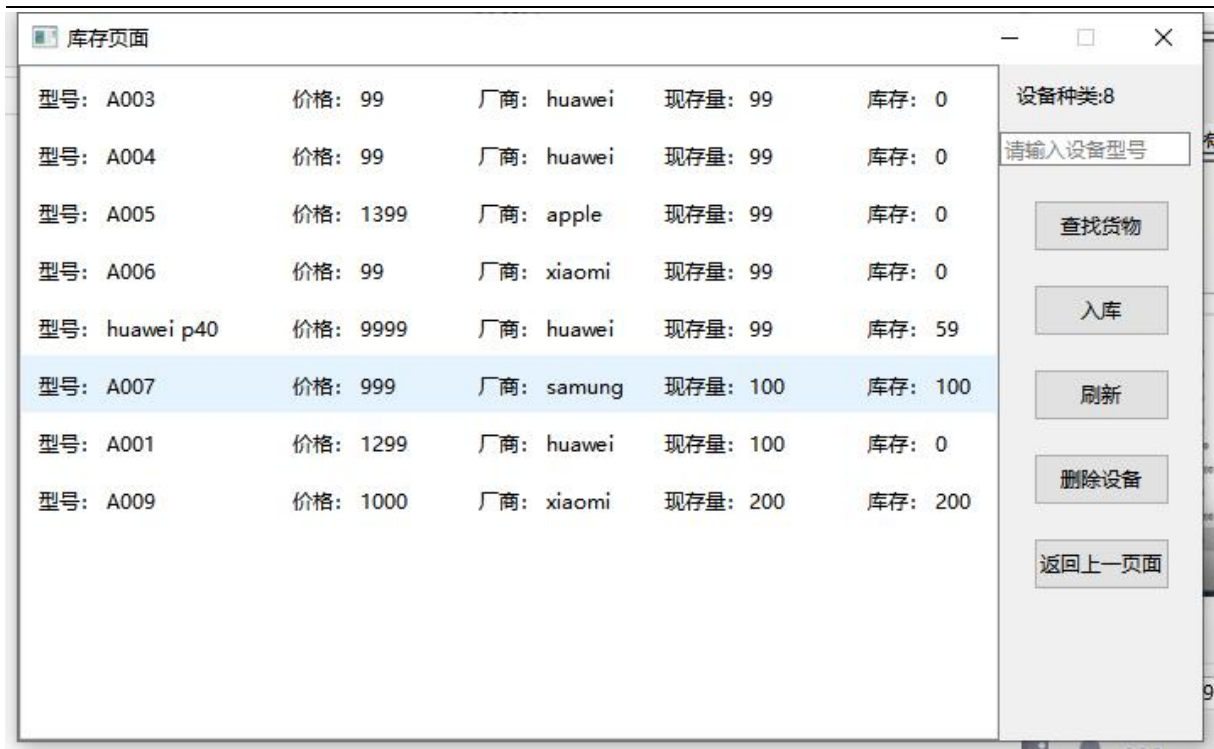 库存页面
型号: A003 价格: 99 厂商: huawei 现存量: 99 库存: 0
型号: A004 价格: 99 厂商: huawei 现存量: 99 库存: 0
型号: A005 价格: 1399 厂商: apple 现存量: 99 库存: 0
型号: A006 价格: 99 厂商: xiaomi 现存量: 99 库存: 0
型号: huawei p40 价格: 9999 厂商: huawei 现存量: 99 库存: 59
型号: A007 价格: 999 厂商: samung 现存量: 100 库存: 100
型号: A001 价格: 1299 厂商: huawei 现存量: 100 库存: 0
型号: A009 价格: 1000 厂商: xiaomi 现存量: 200 库存: 200
设备种类:8
请输入设备型号
查找货物
入库
刷新
删除设备
返回上一页面